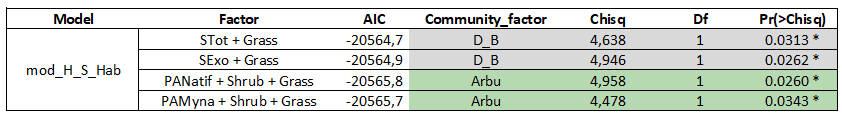 Model Factor AIC Community_factor Chisq Df Pr(>Chisq)
STot + Grass -20564,7 D_B 4,638 1 0.0313 *
SExo + Grass -20564,9 D_B 4,946 1 0.0262 *
mod_H_S_Hab
PANatif + Shrub + Grass -20565,8 Arbu 4,958 1 0.0260 *
PAMyna + Shrub + Grass -20565,7 Arbu 4,478 1 0.0343 *